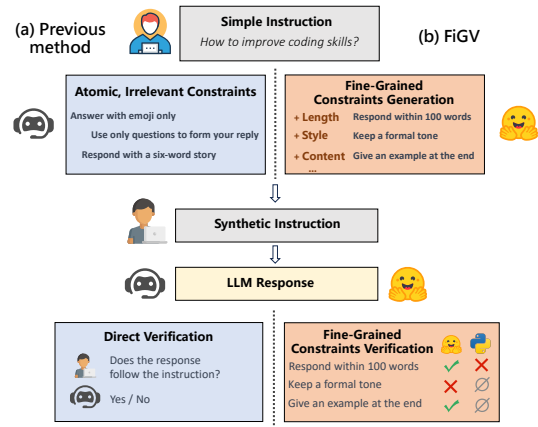 (a) Previous
method
Simple Instruction
How to improve coding skills?
(b) FiGV
Atomic, Irrelevant Constraints
Answer with emoji only
Use only questions to form your reply
Respond with a six-word story
Fine-Grained
Constraints Generation
+ Length Respond within 100 words
+ Style Keep a formal tone
+ Content Give an example at the end
...
Synthetic Instruction
LLM Response
Direct Verification
Does the response
follow the instruction?
Yes / No
Fine-Grained
Constraints Verification
Respond within 100 words
Keep a formal tone
Give an example at the end